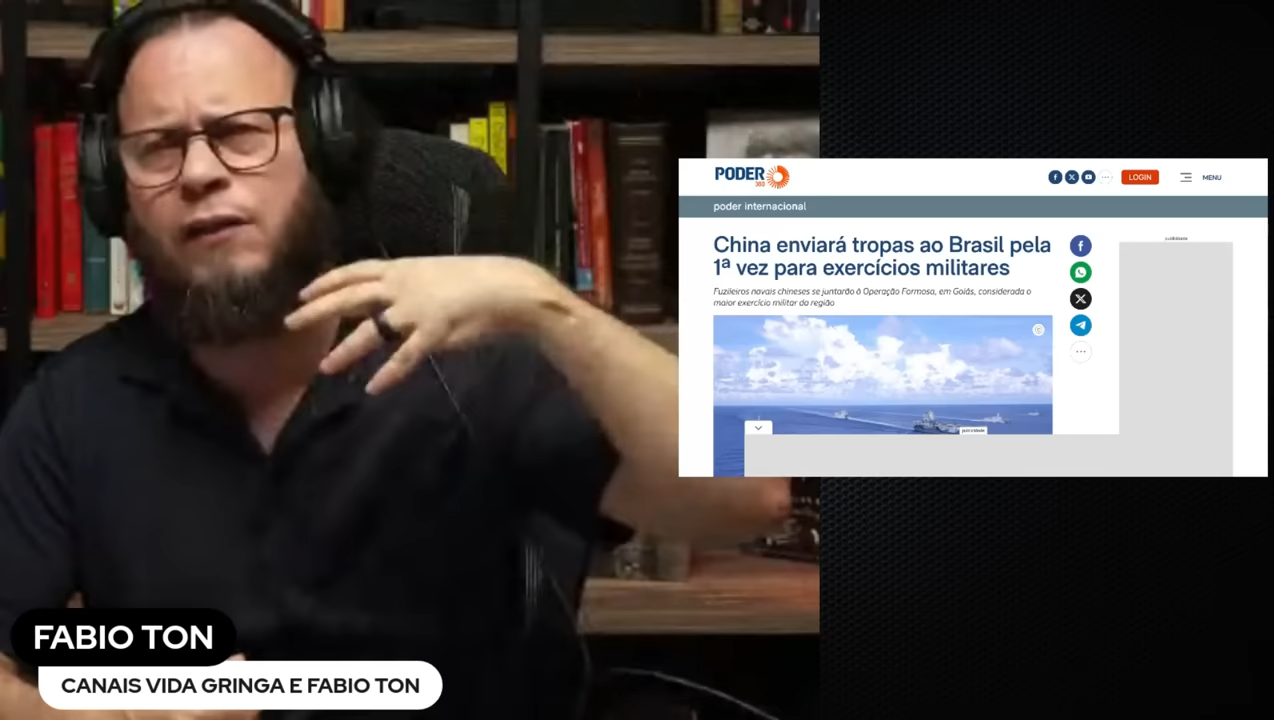 PODER
360
LOGIN
MENU
poder internacional
China enviará tropas ao Brasil pela
1ª vez para exercícios militares
Fuzileiros navais chineses se juntarão à Operação Formosa, em Goiás, considerada o
maior exercício militar da região
publicidade
publicidade
FABIO TON
CANAIS VIDA GRINGA E FABIO TON